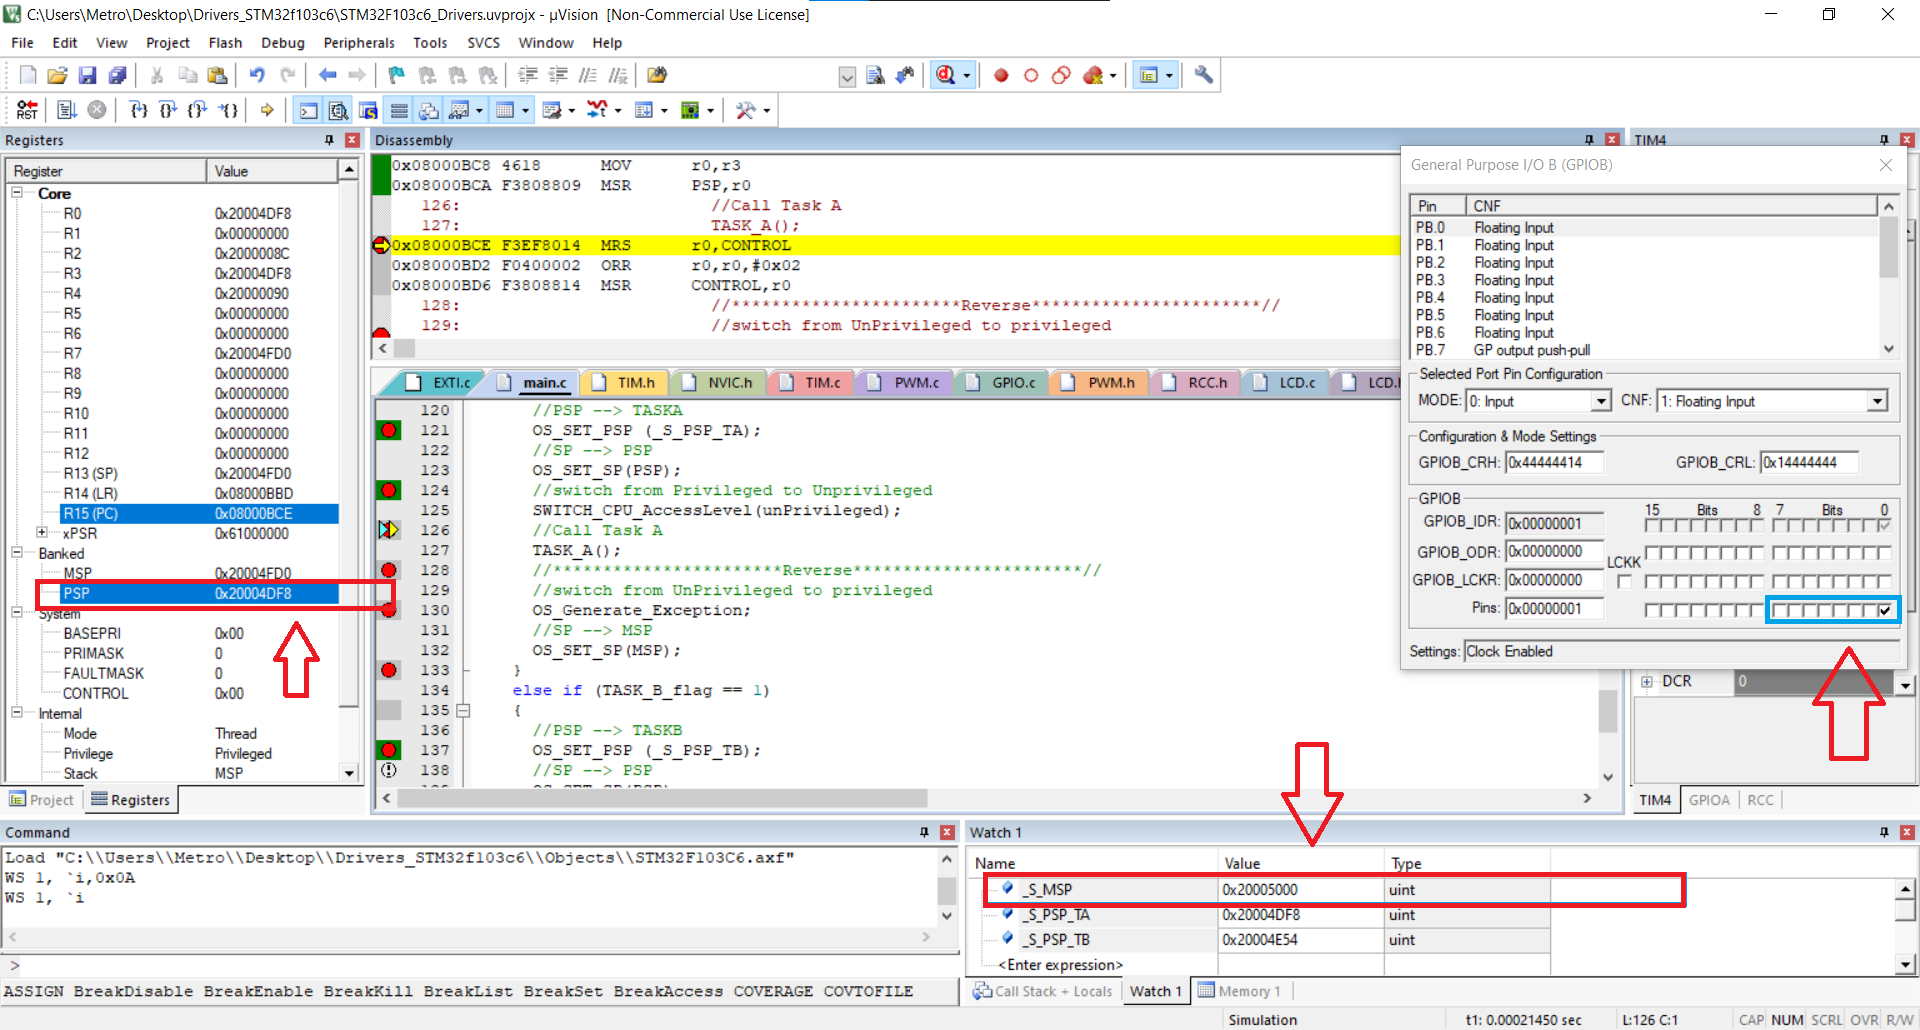 C:\Users\Metro\Desktop\Drivers_STM32f103c6\STM32F103c6_Drivers.uvprojx - µVision  [Non-Commercial Use License]
File Edit View Project Flash Debug Peripherals Tools SVCS Window Help
RST
Registers
Register Value
Core
R0 0x20004DF8
R1 0x00000000
R2 0x2000008C
R3 0x20004DF8
R4 0x20000090
R5 0x00000000
R6 0x00000000
R7 0x20004FD0
R8 0x00000000
R9 0x00000000
R10 0x00000000
R11 0x00000000
R12 0x00000000
R13 (SP) 0x20004FD0
R14 (LR) 0x08000BBD
R15 (PC) 0x08000BCE
xPSR 0x61000000
Banked
MSP 0x20004FD0
PSP 0x20004DF8
System
BASEPRI 0x00
PRIMASK 0
FAULTMASK 0
CONTROL 0x00
Internal
Mode Thread
Privilege Privileged
Stack MSP
Project Registers
Disassembly
0x08000BC8 4618 MOV r0,r3
0x08000BCA F3808809 MSR PSP,r0
126: //Call Task A
127: TASK_A();
0x08000BCE F3EF8014 MRS r0,CONTROL
0x08000BD2 F0400002 ORR r0,r0,#0x02
0x08000BD6 F3808814 MSR CONTROL,r0
128: //***********************Reverse***********************//
129: //switch from UnPrivileged to privileged
EXTI.c main.c TIM.h NVIC.h TIM.c PWM.c GPIO.c PWM.h RCC.h LCD.c LCD.h
120 //PSP --> TASKA
121 OS_SET_PSP (_S_PSP_TA);
122 //SP --> PSP
123 OS_SET_SP(PSP);
124 //switch from Privileged to Unprivileged
125 SWITCH_CPU_AccessLevel(unPrivileged);
126 //Call Task A
127 TASK_A();
128 //***********************Reverse***********************//
129 //switch from UnPrivileged to privileged
130 OS_Generate_Exception;
131 //SP --> MSP
132 OS_SET_SP(MSP);
133 }
134 else if (TASK_B_flag == 1)
135 {
136 //PSP --> TASKB
137 OS_SET_PSP (_S_PSP_TB);
138 //SP --> PSP
TIM4
General Purpose I/O B (GPIOB)
Pin CNF
PB.0 Floating Input
PB.1 Floating Input
PB.2 Floating Input
PB.3 Floating Input
PB.4 Floating Input
PB.5 Floating Input
PB.6 Floating Input
PB.7 GP output push-pull
Selected Port Pin Configuration
MODE: 0: Input CNF: 1: Floating Input
Configuration & Mode Settings
GPIOB_CRH: 0x44444414 GPIOB_CRL: 0x14444444
GPIOB
15 Bits 8 7 Bits 0
GPIOB_IDR: 0x00000001
GPIOB_ODR: 0x00000000
LCKK
GPIOB_LCKR: 0x00000000
Pins: 0x00000001
Settings: Clock Enabled
DCR 0
TIM4 GPIOA RCC
Command
Load "C:\\Users\\Metro\\Desktop\\Drivers_STM32f103c6\\Objects\\STM32F103C6.axf"
WS 1, `i,0x0A
WS 1, `i
>
ASSIGN BreakDisable BreakEnable BreakKill BreakList BreakSet BreakAccess COVERAGE COVTOFILE
Watch 1
Name Value Type
_S_MSP 0x20005000 uint
_S_PSP_TA 0x20004DF8 uint
_S_PSP_TB 0x20004E54 uint
<Enter expression>
Call Stack + Locals Watch 1 Memory 1
Simulation t1: 0.00021450 sec L:126 C:1 CAP NUM SCRL OVR R/W